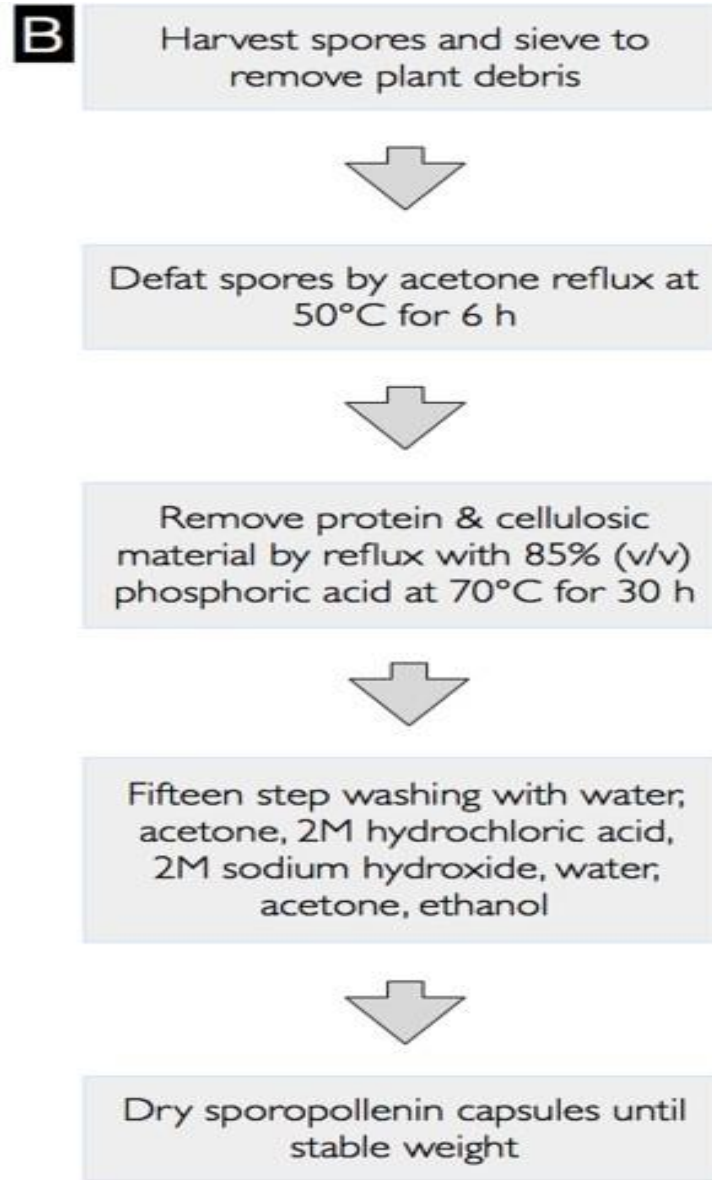 B
Harvest spores and sieve to
remove plant debris
Defat spores by acetone reflux at
50°C for 6 h
Remove protein & cellulosic
material by reflux with 85% (v/v)
phosphoric acid at 70°C for 30 h
Fifteen step washing with water,
acetone, 2M hydrochloric acid,
2M sodium hydroxide, water,
acetone, ethanol
Dry sporopollenin capsules until
stable weight